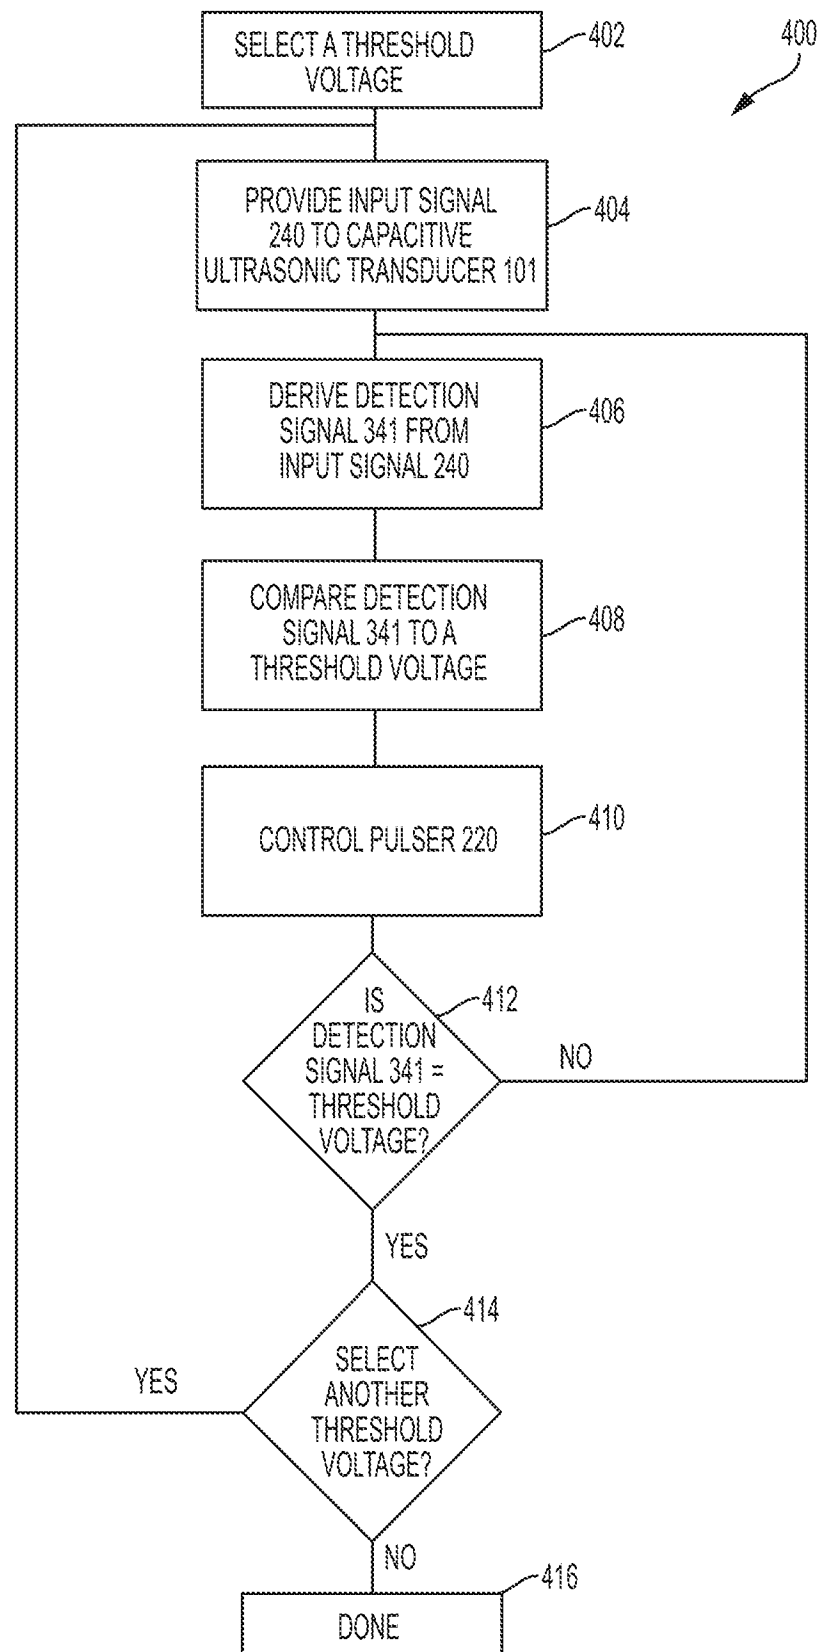 SELECT A THRESHOLD
VOLTAGE
402
400
PROVIDE INPUT SIGNAL
240 TO CAPACITIVE
ULTRASONIC TRANSDUCER 101
404
DERIVE DETECTION
SIGNAL 341 FROM
INPUT SIGNAL 240
406
COMPARE DETECTION
SIGNAL 341 TO A
THRESHOLD VOLTAGE
408
CONTROL PULSER 220
410
IS
DETECTION
SIGNAL 341 =
THRESHOLD
VOLTAGE?
412
NO
YES
SELECT
ANOTHER
THRESHOLD
VOLTAGE?
414
YES
NO
DONE
416